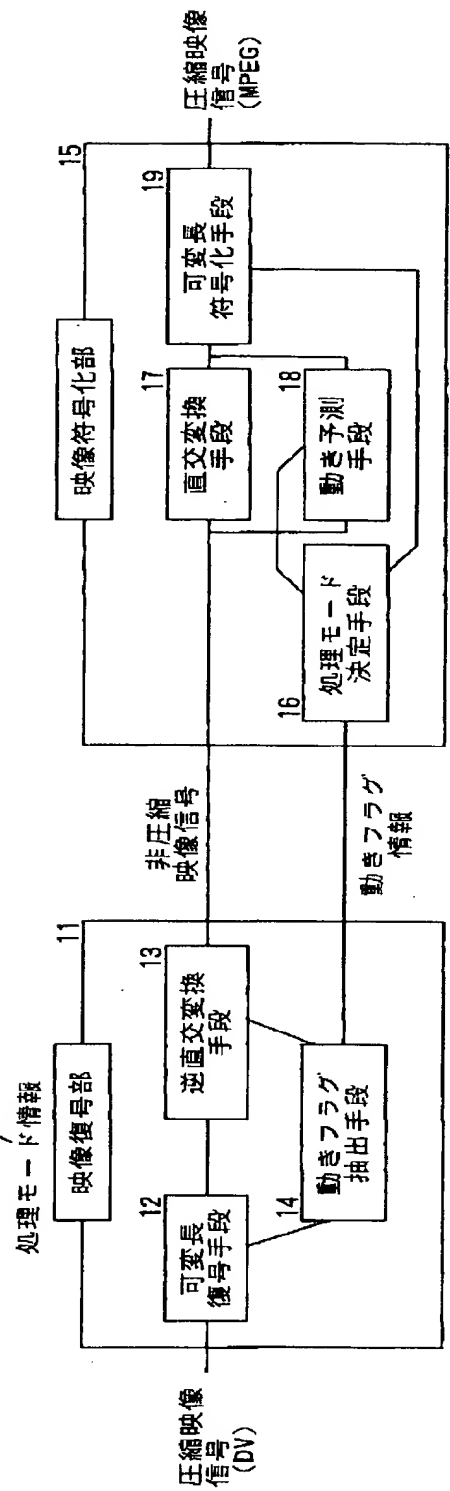 処理モード情報
圧縮映像
信号
(DV)
映像復号部
11
12
可変長
復号手段
13
逆直交変換
手段
14
動きフラグ
抽出手段
非圧縮
映像信号
動きフラグ
情報
映像符号化部
15
16
処理モード
決定手段
17
直交変換
手段
18
動き予測
手段
19
可変長
符号化手段
圧縮映像
信号
(MPEG)